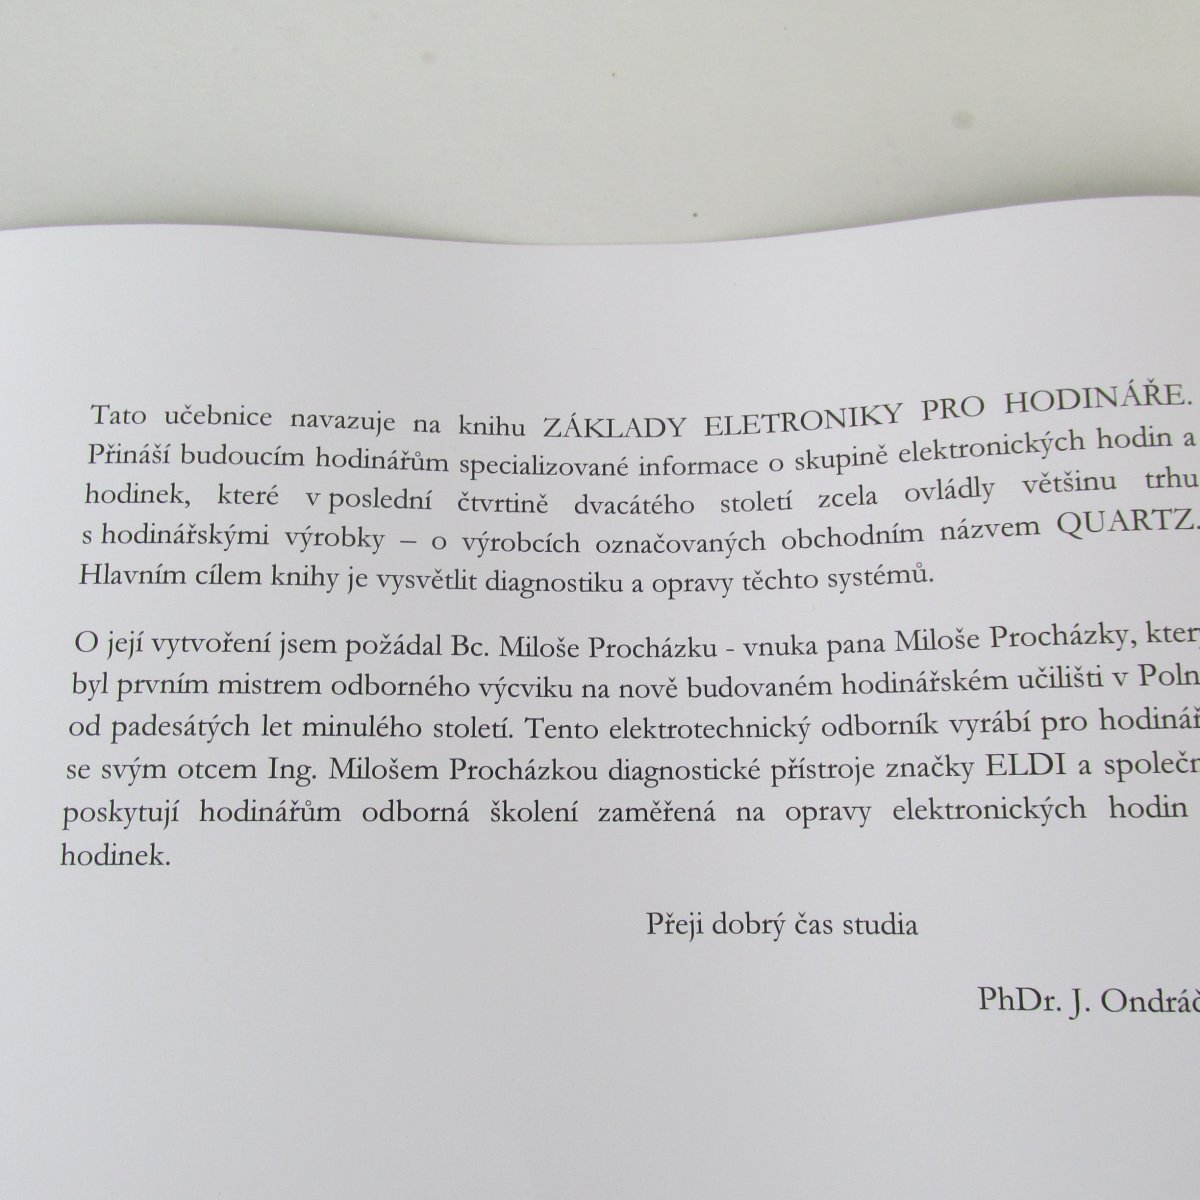 Tato učebnice navazuje na knihu ZÁKLADY ELETRONIKY PRO HODINÁŘE.
Přináší budoucím hodinářům specializované informace o skupině elektronických hodin a
hodinek, které v poslední čtvrtině dvacátého století zcela ovládly většinu trhu
s hodinářskými výrobky – o výrobcích označovaných obchodním názvem QUARTZ.
Hlavním cílem knihy je vysvětlit diagnostiku a opravy těchto systémů.
O její vytvoření jsem požádal Bc. Miloše Procházku - vnuka pana Miloše Procházky, který
byl prvním mistrem odborného výcviku na nově budovaném hodinářském učilišti v Poln
od padesátých let minulého století. Tento elektrotechnický odborník vyrábí pro hodinář
se svým otcem Ing. Milošem Procházkou diagnostické přístroje značky ELDI a společn
poskytují hodinářům odborná školení zaměřená na opravy elektronických hodin
hodinek.
Přeji dobrý čas studia
PhDr. J. Ondráč